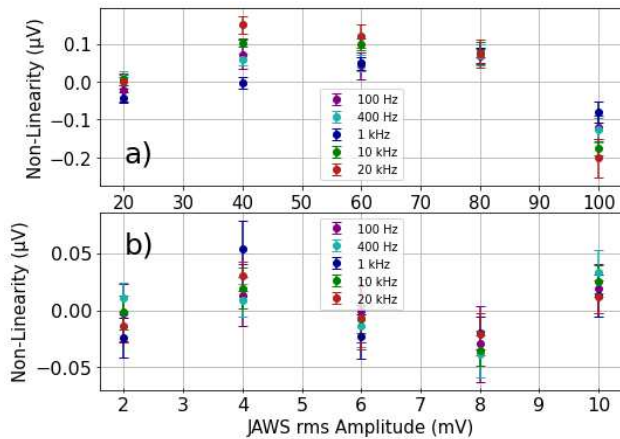 Non-Linearity (μV)
0.1
0.0
−0.1
−0.2
a)
100 Hz
400 Hz
1 kHz
10 kHz
20 kHz
20 30 40 50 60 70 80 90 100
Non-Linearity (μV)
0.05
0.00
−0.05
b)
100 Hz
400 Hz
1 kHz
10 kHz
20 kHz
2 3 4 5 6 7 8 9 10
JAWS rms Amplitude (mV)